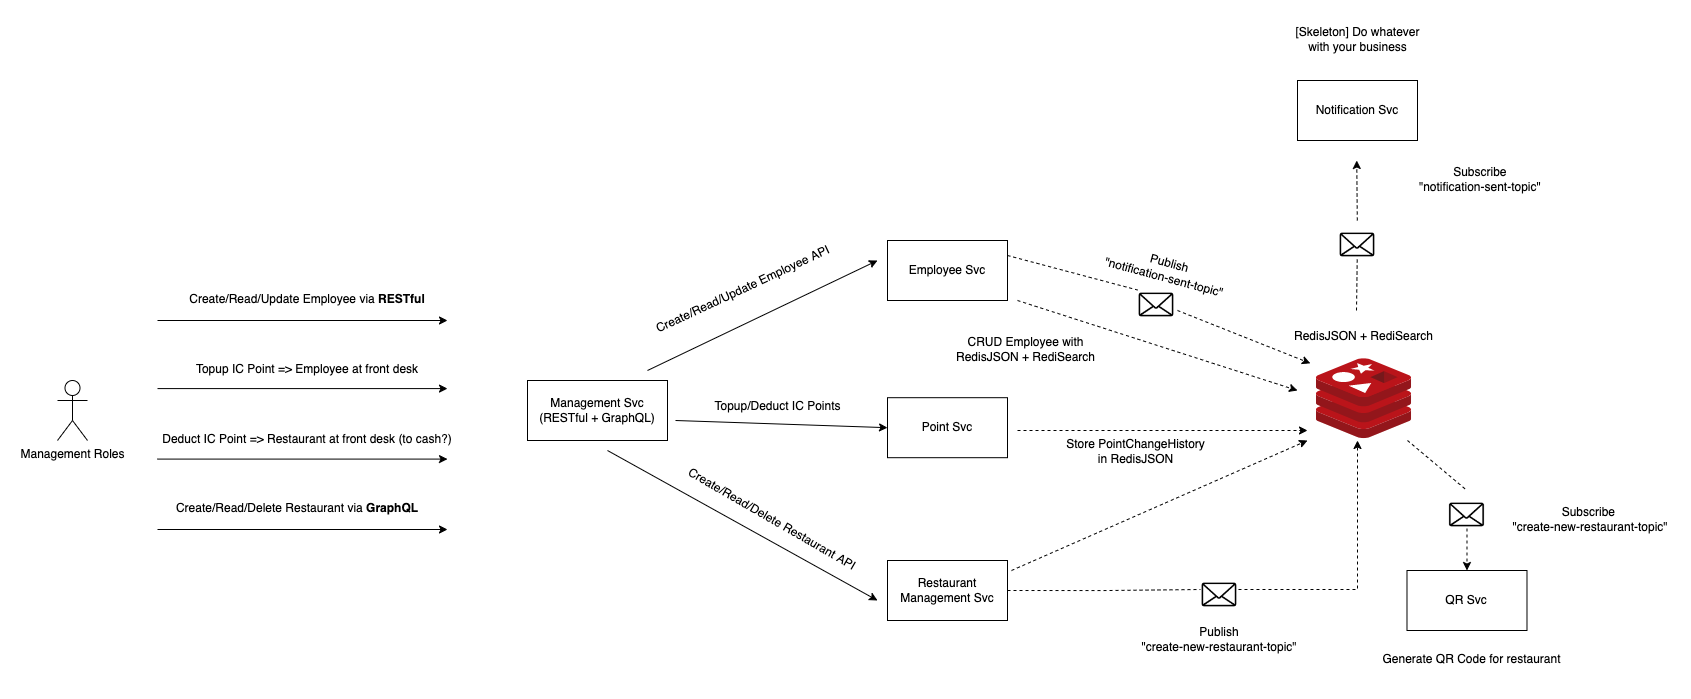 [Skeleton] Do whatever
with your business
Notification Svc
Subscribe
"notification-sent-topic"
Create/Read/Update Employee API
Employee Svc
Publish
"notification-sent-topic"
Create/Read/Update Employee via RESTful
CRUD Employee with
RedisJSON + RediSearch
RedisJSON + RediSearch
Topup IC Point => Employee at front desk
Management Svc
(RESTful + GraphQL)
Topup/Deduct IC Points
Point Svc
Store PointChangeHistory
in RedisJSON
Deduct IC Point => Restaurant at front desk (to cash?)
Management Roles
Create/Read/Delete Restaurant via GraphQL
Create/Read/Delete Restaurant API
Subscribe
"create-new-restaurant-topic"
Restaurant
Management Svc
QR Svc
Publish
"create-new-restaurant-topic"
Generate QR Code for restaurant